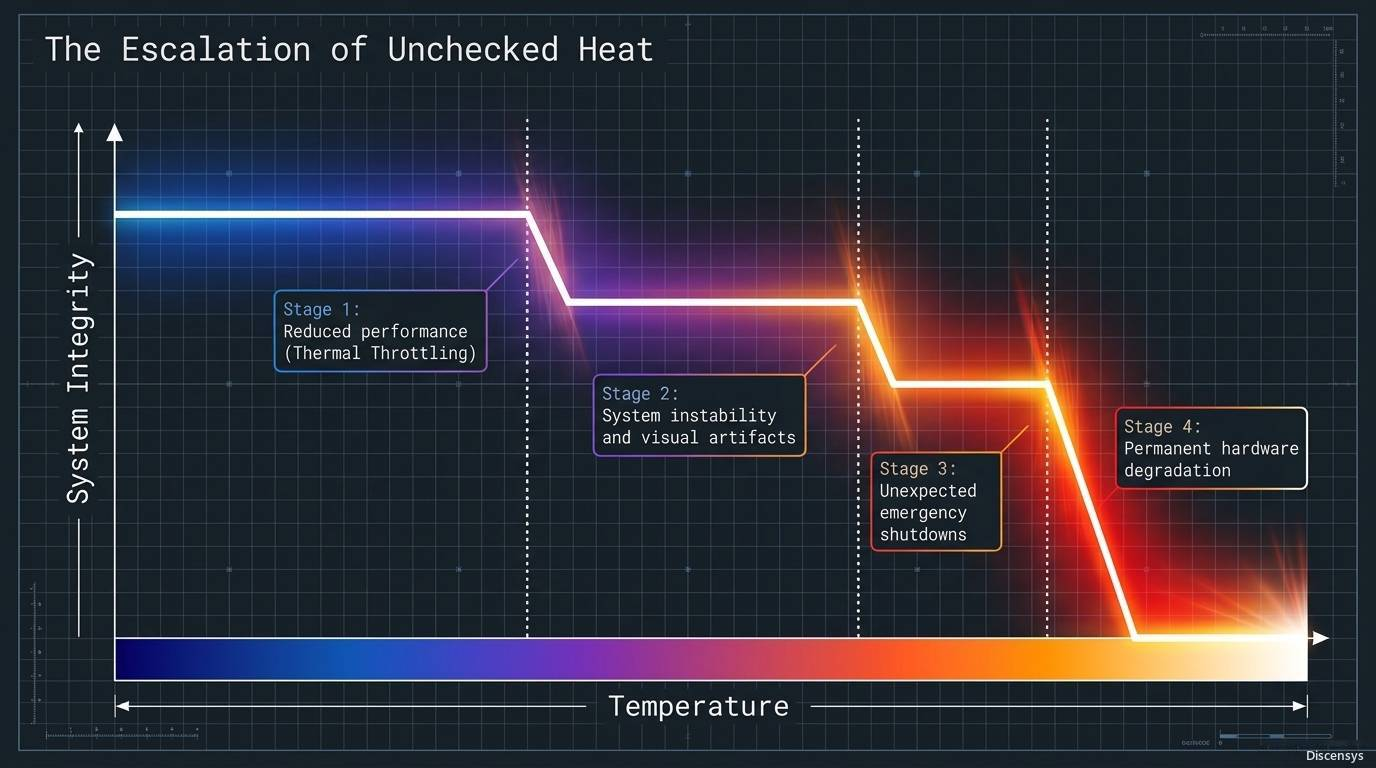 The Escalation of Unchecked Heat
System Integrity
Stage 1:
Reduced performance
(Thermal Throttling)
Stage 2:
System instability
and visual artifacts
Stage 3:
Unexpected
emergency
shutdowns
Stage 4:
Permanent hardware
degradation
Temperature
Discensys